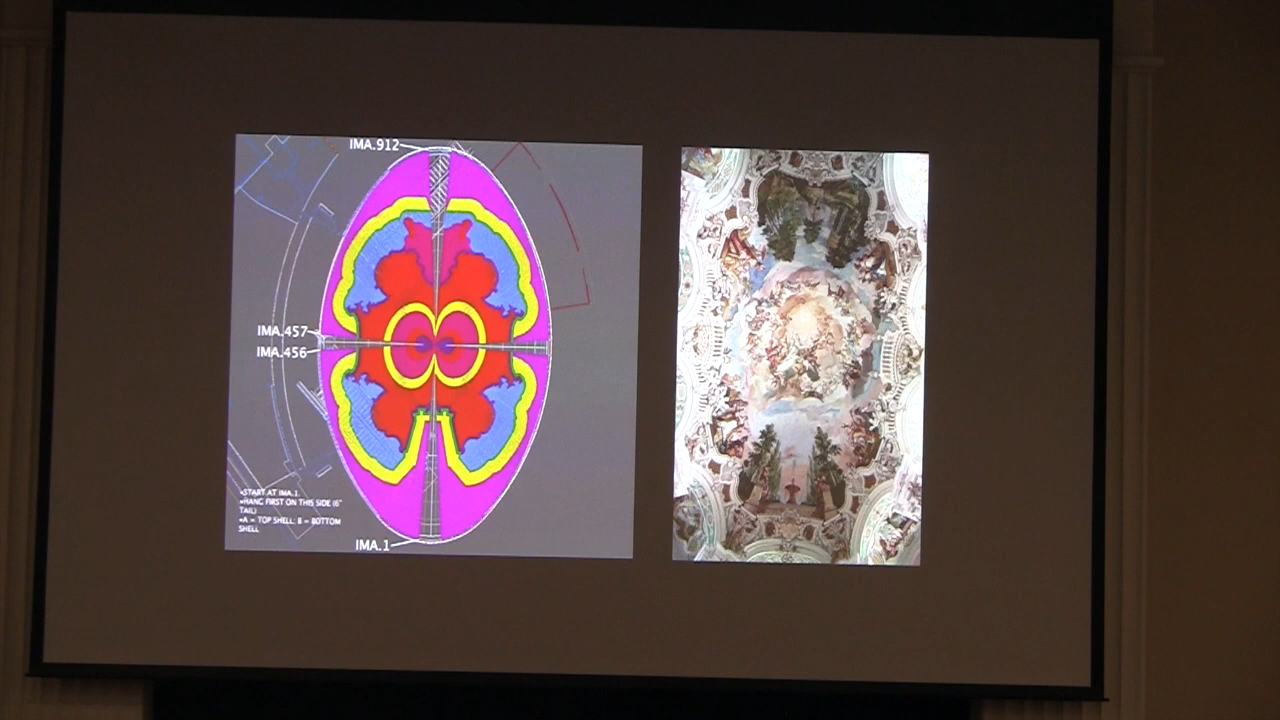 IMA.912
IMA.457
IMA.456
•START AT IMA.1.
•HANG FIRST ON THIS SIDE (6"
TAIL)
•A = TOP SHELL; B = BOTTOM
SHELL
IMA.1